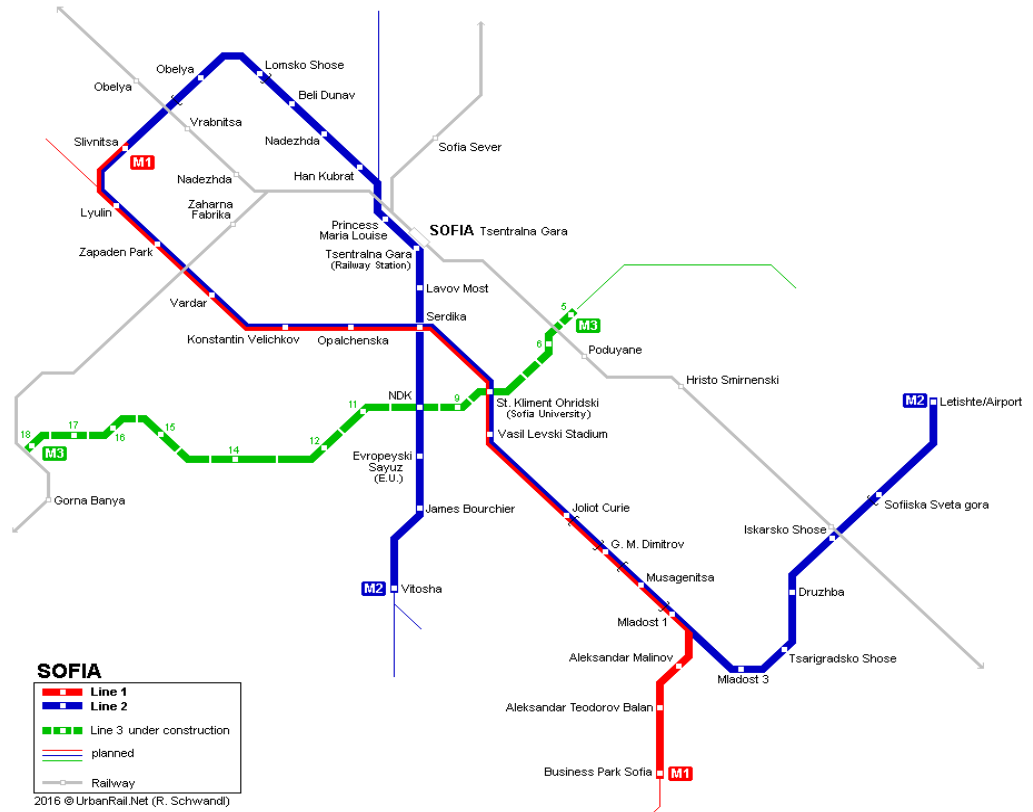 Obelya
Lomsko Shose
Obelya
Beli Dunav
Vrabnitsa
Slivnitsa
Nadezhda
Sofia Sever
M1
Han Kubrat
Nadezhda
Lyulin
Zaharna
Fabrika
Princess
Maria Louise
SOFIA Tsentralna Gara
Zapaden Park
Tsentralna Gara
(Railway Station)
Lavov Most
Vardar
5
M3
Serdika
Konstantin Velichkov
Opalchenska
6
Poduyane
Hristo Smirnenski
NDK
9
St. Kliment Ohridski
(Sofia University)
M2
Letishte/Airport
11
18
17
16
15
14
12
M3
Vasil Levski Stadium
Evropeyski
Sayuz
(E.U.)
Gorna Banya
James Bourchier
Joliot Curie
Sofiiska Sveta gora
Iskarsko Shose
G. M. Dimitrov
M2
Vitosha
Musagenitsa
Druzhba
Mladost 1
Aleksandar Malinov
Tsarigradsko Shose
Mladost 3
Aleksandar Teodorov Balan
Business Park Sofia
M1
SOFIA
Line 1
Line 2
Line 3 under construction
planned
Railway
2016 © UrbanRail.Net (R. Schwandl)